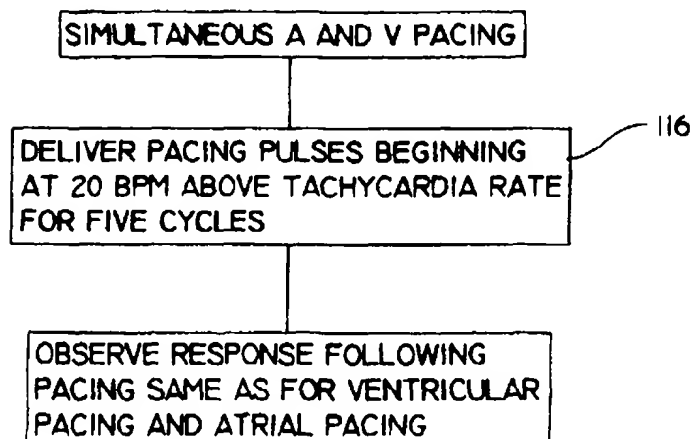 SIMULTANEOUS A AND V PACING
116
DELIVER PACING PULSES BEGINNING
AT 20 BPM ABOVE TACHYCARDIA RATE
FOR FIVE CYCLES
OBSERVE RESPONSE FOLLOWING
PACING SAME AS FOR VENTRICULAR
PACING AND ATRIAL PACING